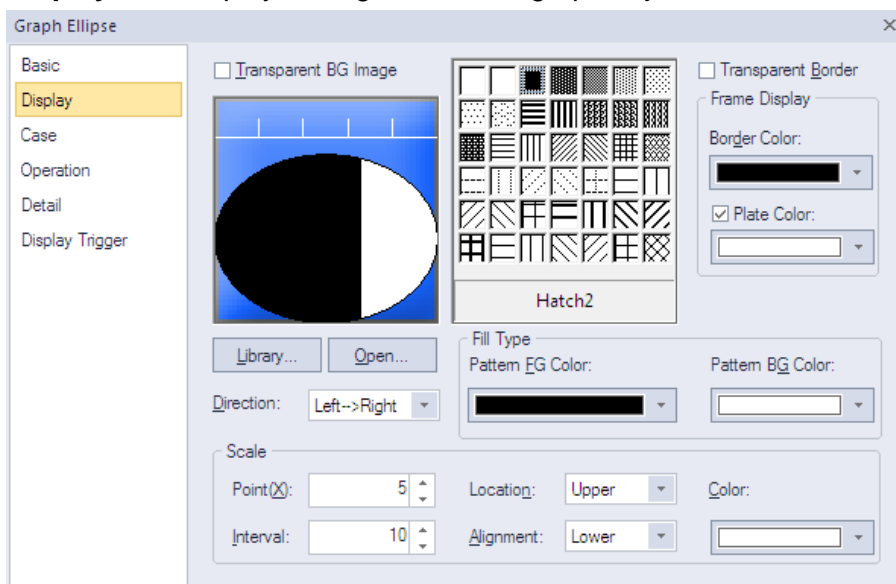 Graph Ellipse
Basic
Display
Case
Operation
Detail
Display Trigger
Transparent BG Image
Hatch2
Transparent Border
Frame Display
Border Color:
Plate Color:
Library... Open...
Direction: Left-->Right
Fill Type
Pattern FG Color: Pattern BG Color:
Scale
Point(X): 5 Location: Upper Color:
Interval: 10 Alignment: Lower